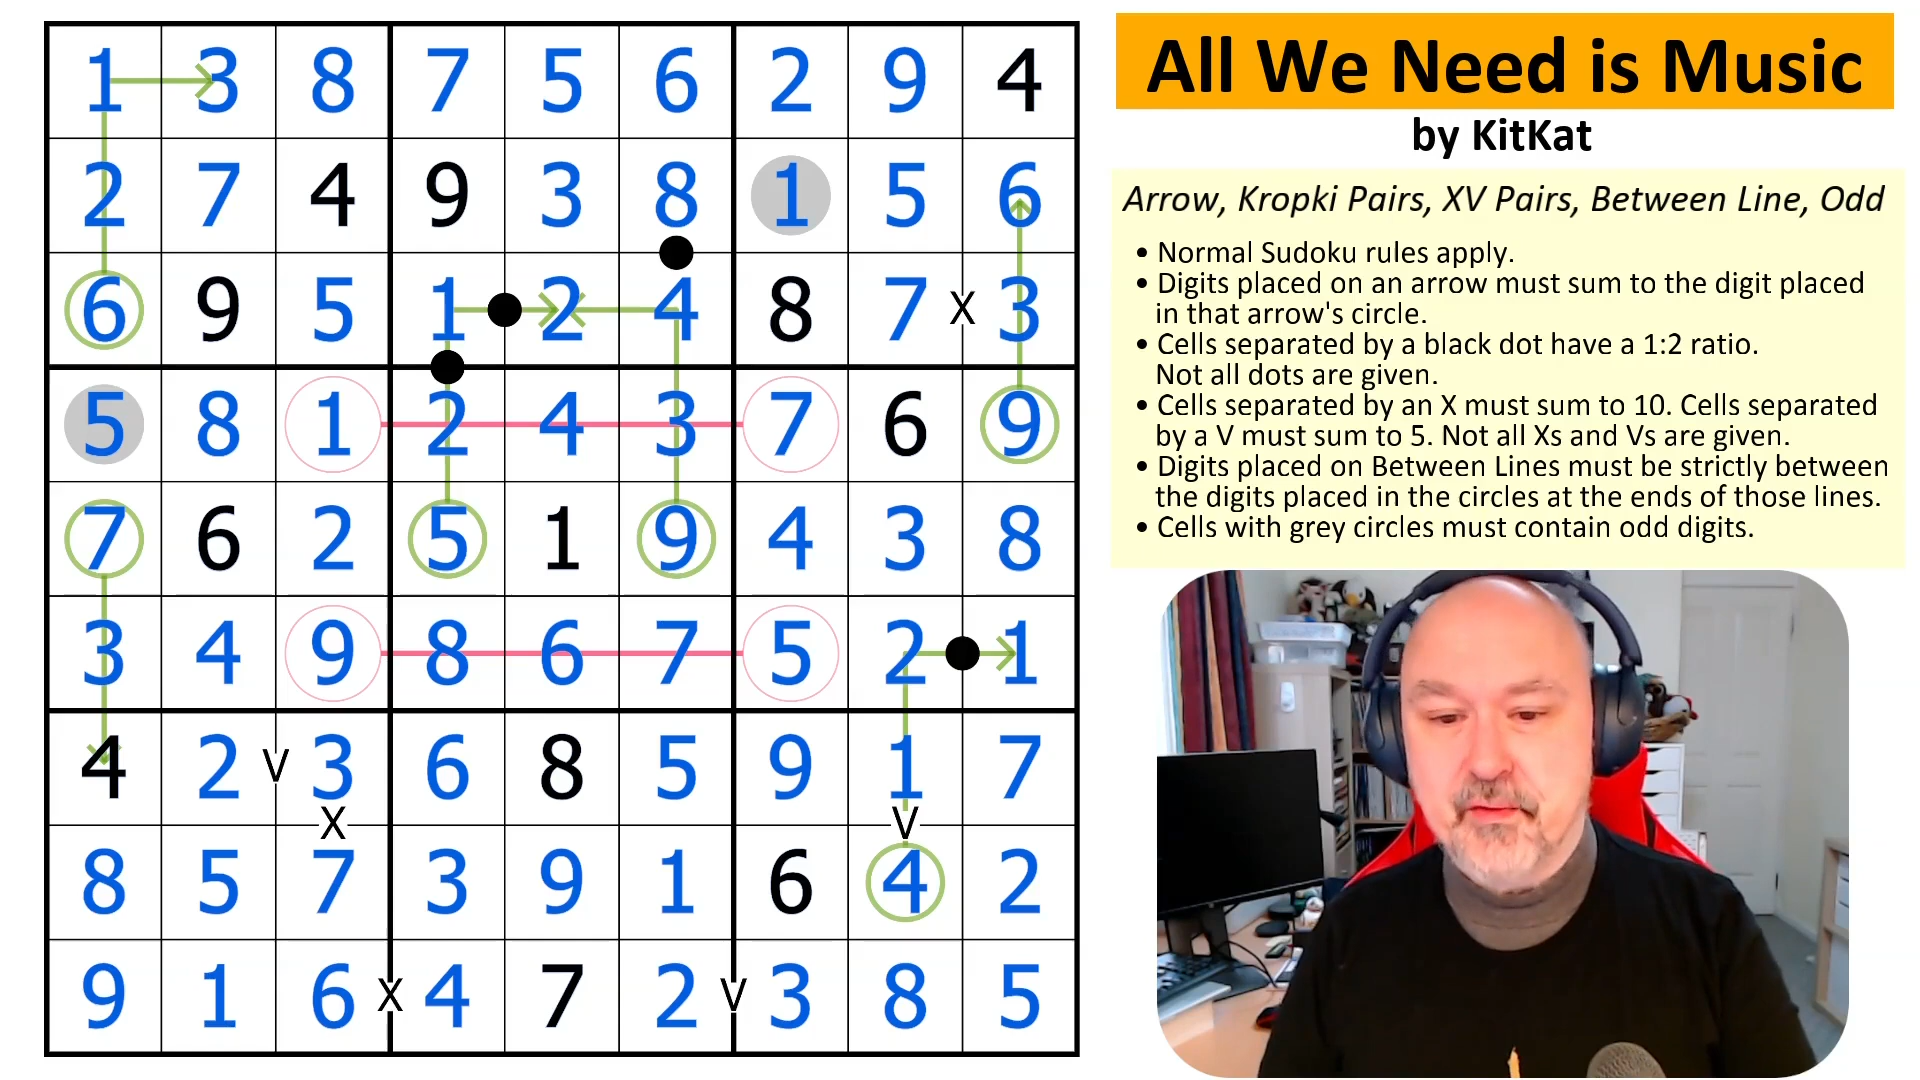 All We Need is Music
by KitKat
Arrow, Kropki Pairs, XV Pairs, Between Line, Odd
• Normal Sudoku rules apply.
• Digits placed on an arrow must sum to the digit placed
in that arrow's circle.
• Cells separated by a black dot have a 1:2 ratio.
Not all dots are given.
• Cells separated by an X must sum to 10. Cells separated
by a V must sum to 5. Not all Xs and Vs are given.
• Digits placed on Between Lines must be strictly between
the digits placed in the circles at the ends of those lines.
• Cells with grey circles must contain odd digits.
1 3 8 7 5 6 2 9 4
2 7 4 9 3 8 1 5 6
6 9 5 1 2 4 8 7 X 3
5 8 1 2 4 3 7 6 9
7 6 2 5 1 9 4 3 8
3 4 9 8 6 7 5 2 1
4 2 V 3 6 8 5 9 1 7
X V
8 5 7 3 9 1 6 4 2
9 1 6 X 4 7 2 V 3 8 5